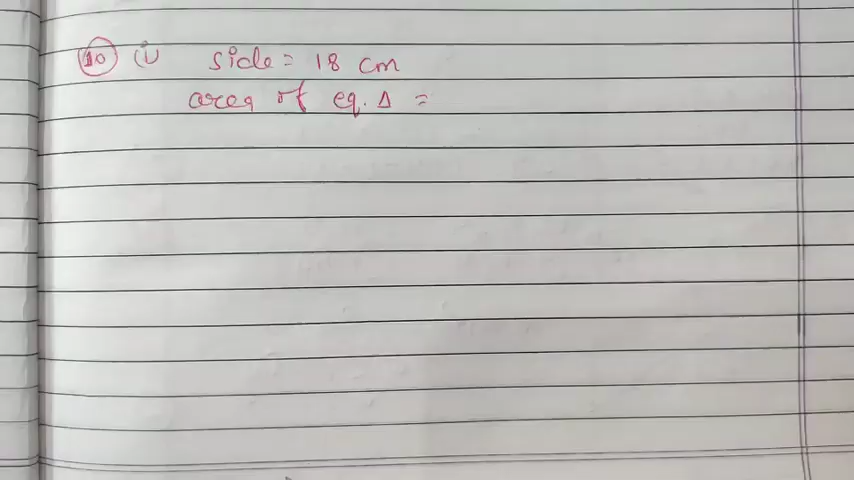 10 (i) side = 18 cm
area of eq. Δ =